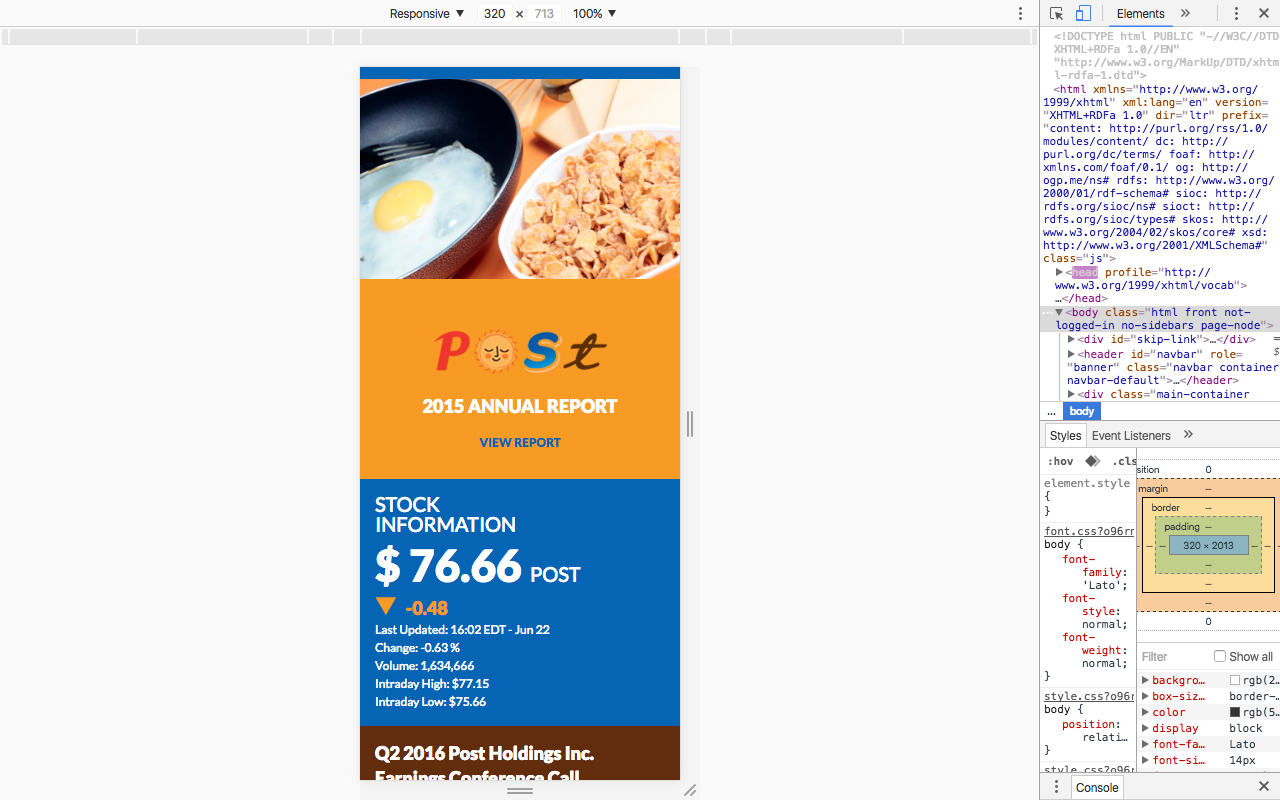 Responsive ▼ 320 × 713 100% ▼
Elements »
<!DOCTYPE html PUBLIC "-//W3C//DTD
XHTML+RDFa 1.0//EN"
"http://www.w3.org/MarkUp/DTD/xhtm
l-rdfa-1.dtd">
<html xmlns="http://www.w3.org/
1999/xhtml" xml:lang="en" version=
"XHTML+RDFa 1.0" dir="ltr" prefix=
"content: http://purl.org/rss/1.0/
modules/content/ dc: http://
purl.org/dc/terms/ foaf: http://
xmlns.com/foaf/0.1/ og: http://
ogp.me/ns# rdfs: http://www.w3.org/
2000/01/rdf-schema# sioc: http://
rdfs.org/sioc/ns# sioct: http://
rdfs.org/sioc/types# skos: http://
www.w3.org/2004/02/skos/core# xsd:
http://www.w3.org/2001/XMLSchema#"
class="js">
▶<head profile="http://
www.w3.org/1999/xhtml/vocab">
…</head>
…▼<body class="html front not-
logged-in no-sidebars page-node">
▶<div id="skip-link">…</div>
▶<header id="navbar" role=
"banner" class="navbar container
navbar-default">…</header>
▶<div class="main-container
... body
Styles Event Listeners »
:hov .cls
element.style
{
}
font.css?o96rr
body {
font-
family:
'Lato';
font-
style:
normal;
font-
weight:
normal;
}
style.css?o96r
body {
position:
relati…
}
style.css?o96r
sition 0
margin –
border –
padding –
– – 320 × 2013 – –
–
–
–
0
Filter Show all
▶ backgro… rgb(2…
▶ box-siz… border-…
▶ color rgb(5…
▶ display block
▶ font-fa… Lato
▶ font-si… 14px
Console
Post
2015 ANNUAL REPORT
VIEW REPORT
STOCK
INFORMATION
$ 76.66 POST
▼ -0.48
Last Updated: 16:02 EDT - Jun 22
Change: -0.63 %
Volume: 1,634,666
Intraday High: $77.15
Intraday Low: $75.66
Q2 2016 Post Holdings Inc.
Earnings Conference Call